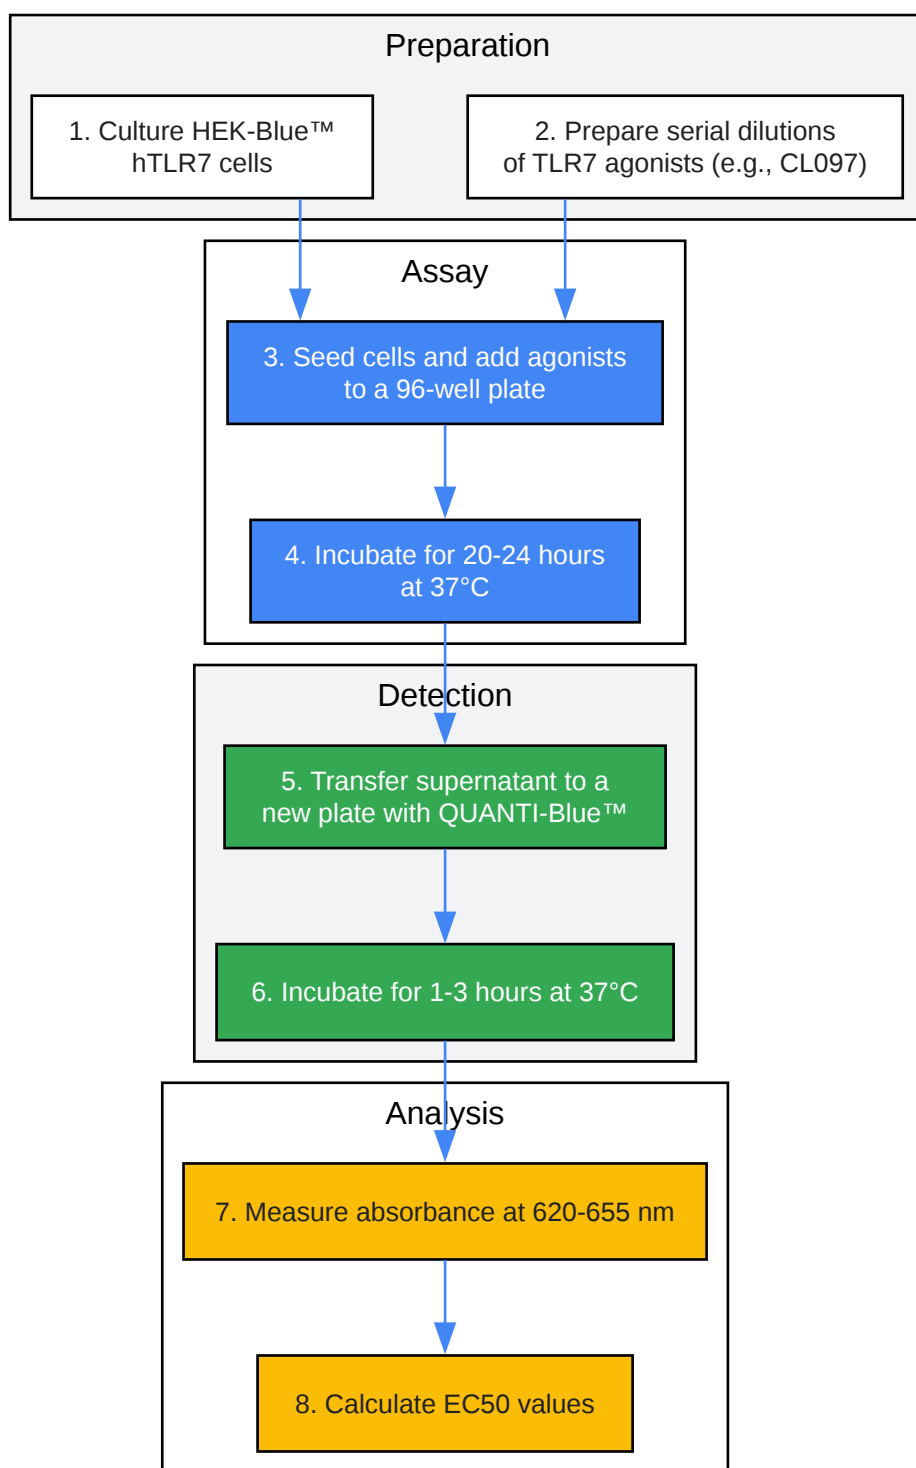 Preparation
1. Culture HEK-Blue™
hTLR7 cells
2. Prepare serial dilutions
of TLR7 agonists (e.g., CL097)
Assay
3. Seed cells and add agonists
to a 96-well plate
4. Incubate for 20-24 hours
at 37°C
Detection
5. Transfer supernatant to a
new plate with QUANTI-Blue™
6. Incubate for 1-3 hours at 37°C
Analysis
7. Measure absorbance at 620-655 nm
8. Calculate EC50 values